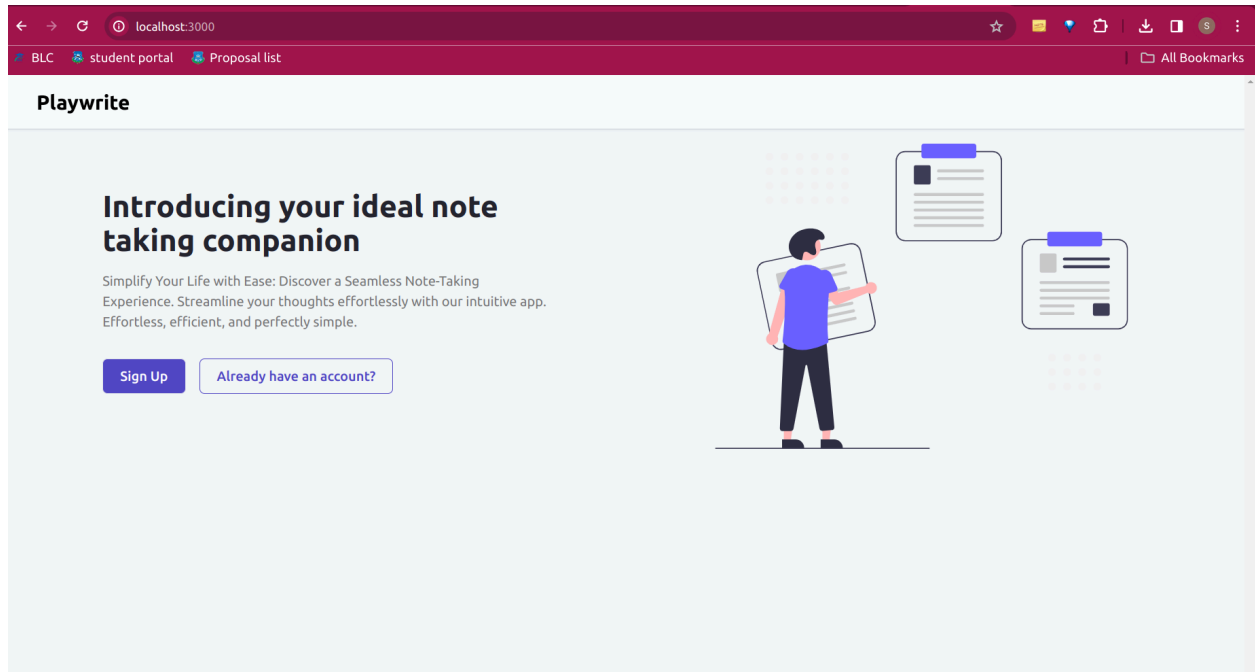 localhost:3000
S
BLC
student portal
Proposal list
All Bookmarks
Playwrite
Introducing your ideal note
taking companion
Simplify Your Life with Ease: Discover a Seamless Note-Taking
Experience. Streamline your thoughts effortlessly with our intuitive app.
Effortless, efficient, and perfectly simple.
Sign Up
Already have an account?